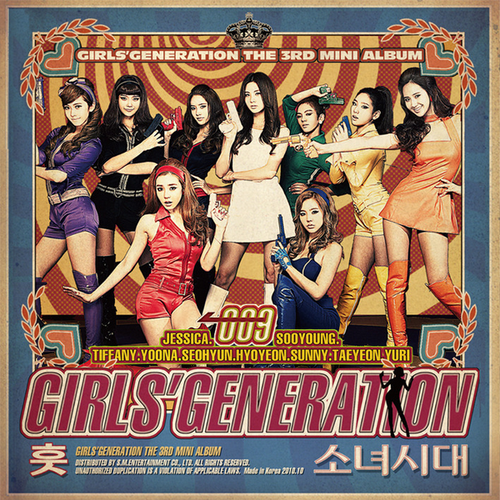 GIRLS' GENERATION THE 3RD MINI ALBUM
JESSICA. 003 SOOYOUNG.
TIFFANY.YOONA.SEOHYUN.HYOYEON.SUNNY.TAEYEON.YURI
GIRLS' GENERATION
훗
GIRLS' GENERATION THE 3RD MINI ALBUM
DISTRIBUTED BY S.M.ENTERTAINMENT CO., LTD. ALL RIGHTS RESERVED.
UNAUTHORIZED DUPLICATION IS A VIOLATION OF APPLICABLE LAWS. Made in Korea 2010.10
소녀시대